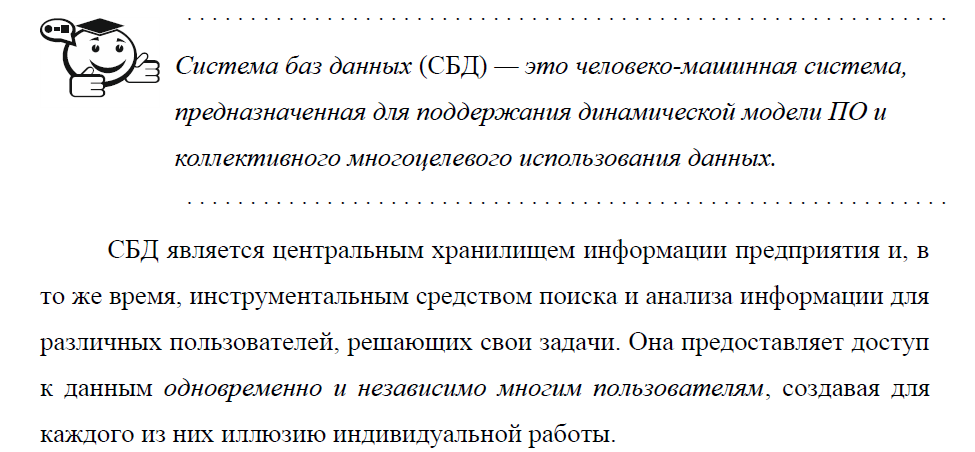 Система баз данных (СБД) — это человеко-машинная система,
предназначенная для поддержания динамической модели ПО и
коллективного многоцелевого использования данных.
СБД является центральным хранилищем информации предприятия и, в
то же время, инструментальным средством поиска и анализа информации для
различных пользователей, решающих свои задачи. Она предоставляет доступ
к данным одновременно и независимо многим пользователям, создавая для
каждого из них иллюзию индивидуальной работы.